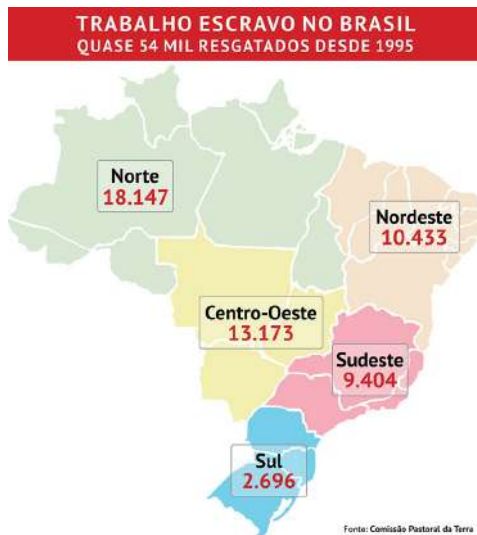 TRABALHO ESCRAVO NO BRASIL
QUASE 54 MIL RESGATADOS DESDE 1995
Norte
18.147
Nordeste
10.433
Centro-Oeste
13.173
Sudeste
9.404
Sul
2.696
Fonte: Comissão Pastoral da Terra